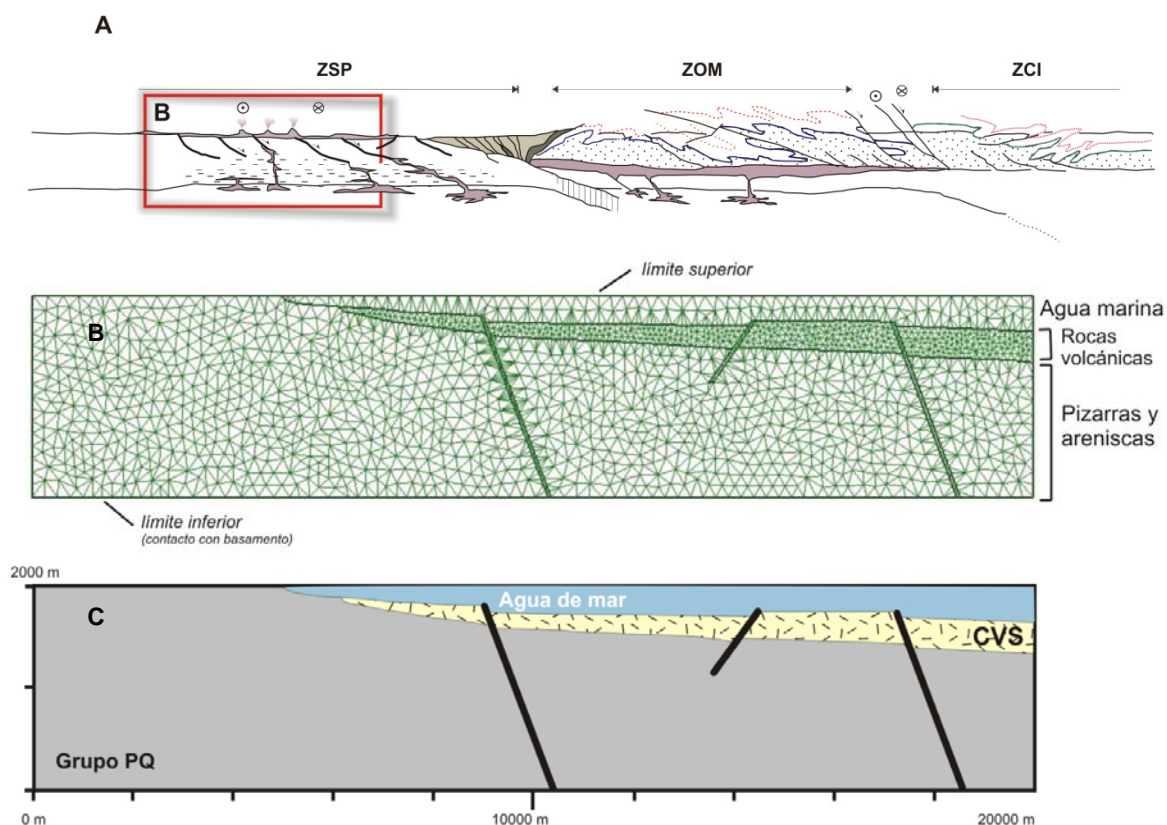 A
ZSP
ZOM
ZCI
B
límite superior
B
Agua marina
Rocas
volcánicas
Pizarras y
areniscas
límite inferior
(contacto con basamento)
2000 m
C
Agua de mar
CVS
Grupo PQ
0 m
10000 m
20000 m